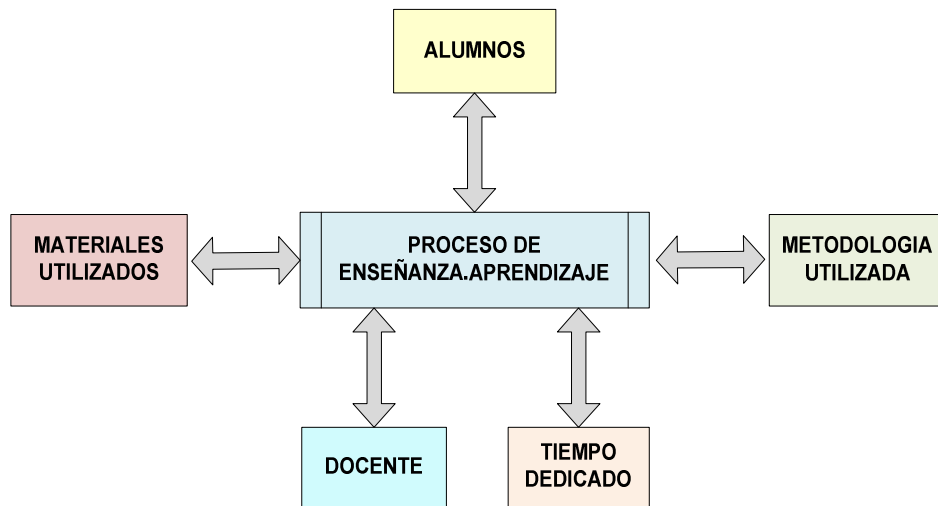 ALUMNOS
MATERIALES
UTILIZADOS
PROCESO DE
ENSEÑANZA.APRENDIZAJE
METODOLOGIA
UTILIZADA
DOCENTE
TIEMPO
DEDICADO